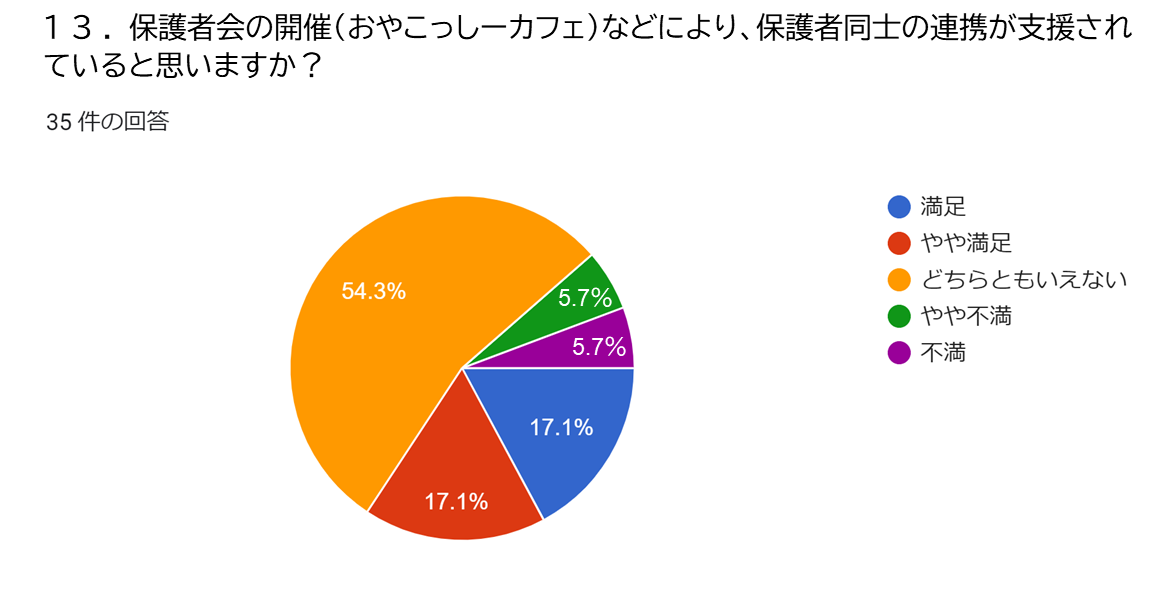 １３．保護者会の開催（おやこっしーカフェ）などにより、保護者同士の連携が支援され
ていると思いますか？
35 件の回答
満足
やや満足
どちらともいえない
やや不満
不満
54.3%
5.7%
5.7%
17.1%
17.1%